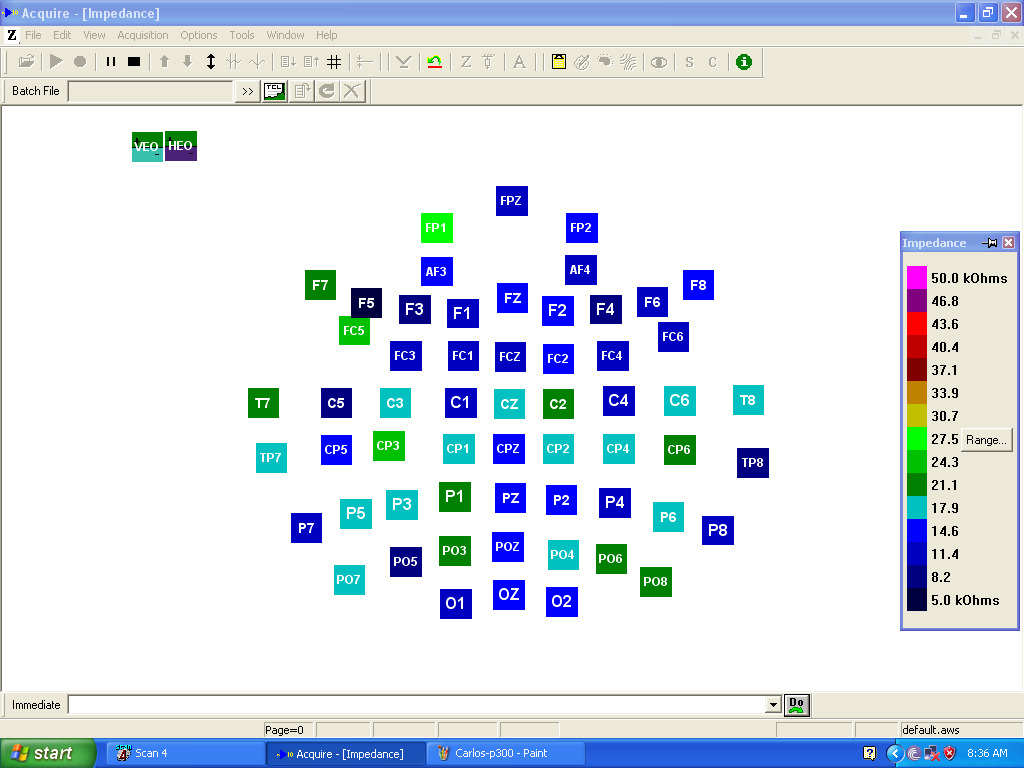 Acquire - [Impedance]
Z File Edit View Acquisition Options Tools Window Help
Z A S C
Batch File >> TCL
VEO HEO
FPZ
FP1 FP2
AF3 AF4
F7 F5 F3 F1 FZ F2 F4 F6 F8
FC5 FC3 FC1 FCZ FC2 FC4 FC6
T7 C5 C3 C1 CZ C2 C4 C6 T8
TP7 CP5 CP3 CP1 CPZ CP2 CP4 CP6 TP8
P7 P5 P3 P1 PZ P2 P4 P6 P8
PO7 PO5 PO3 POZ PO4 PO6 PO8
O1 OZ O2
Impedance
50.0 kOhms
46.8
43.6
40.4
37.1
33.9
30.7
27.5 Range...
24.3
21.1
17.9
14.6
11.4
8.2
5.0 kOhms
Immediate Do
Page=0 default.aws
start Scan 4 Acquire - [Impedance] Carlos-p300 - Paint ? 8:36 AM